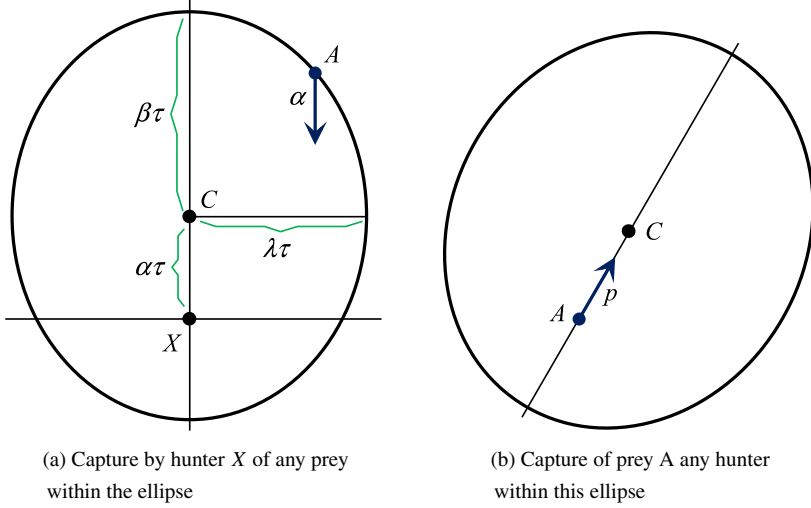 A
α
βτ
C
λτ
ατ
X
C
A
p
(a) Capture by hunter X of any prey
within the ellipse
(b) Capture of prey A any hunter
within this ellipse